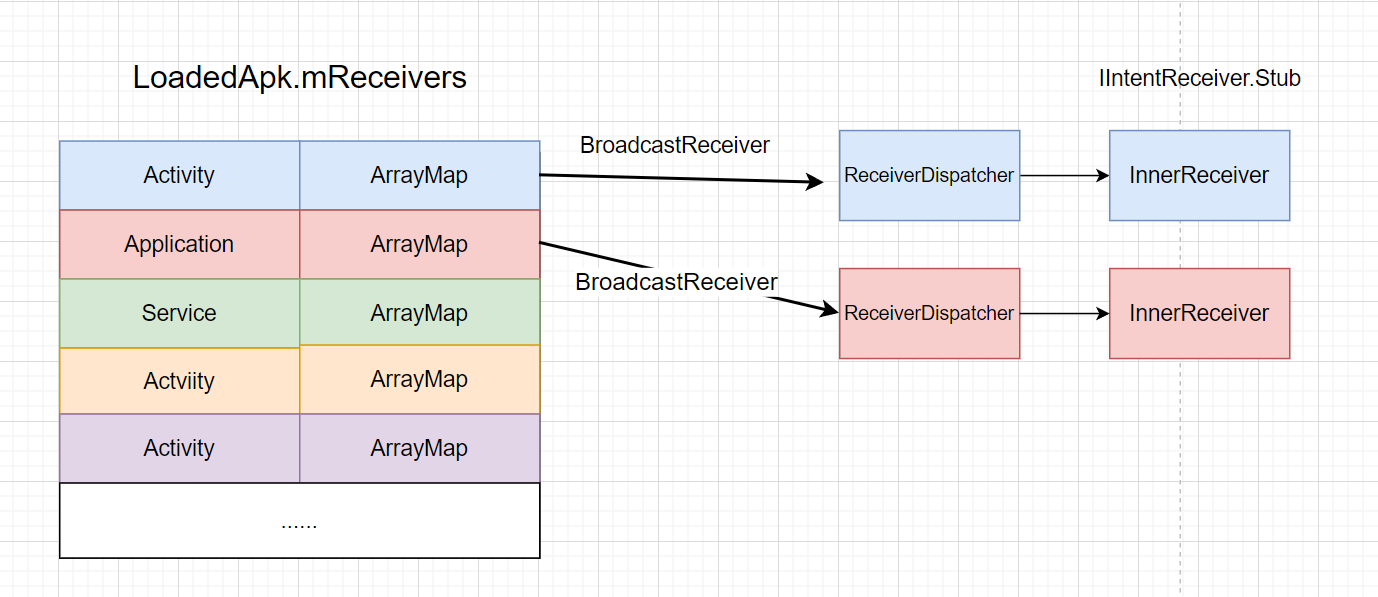 LoadedApk.mReceivers
IIntentReceiver.Stub
BroadcastReceiver
Activity ArrayMap
ReceiverDispatcher
InnerReceiver
Application ArrayMap
BroadcastReceiver
Service ArrayMap
ReceiverDispatcher
InnerReceiver
Actviity ArrayMap
Activity ArrayMap
......